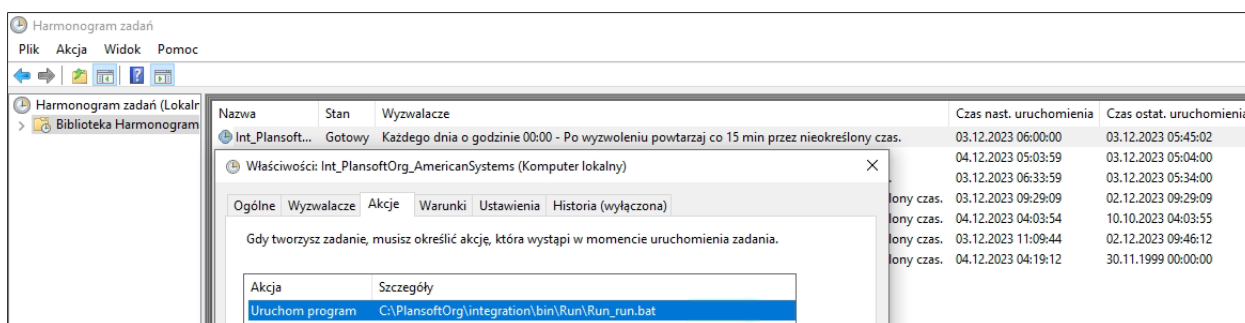 Harmonogram zadań
Plik Akcja Widok Pomoc
Harmonogram zadań (Lokaln
Biblioteka Harmonogram
Nazwa Stan Wyzwalacze Czas nast. uruchomienia Czas ostat. uruchomienia
Int_Plansoft... Gotowy Każdego dnia o godzinie 00:00 - Po wyzwoleniu powtarzaj co 15 min przez nieokreślony czas. 03.12.2023 06:00:00 03.12.2023 05:45:02
04.12.2023 05:03:59 03.12.2023 05:04:00
. 03.12.2023 06:33:59 03.12.2023 05:34:00
lony czas. 03.12.2023 09:29:09 02.12.2023 09:29:09
lony czas. 04.12.2023 04:03:54 10.10.2023 04:03:55
lony czas. 03.12.2023 11:09:44 02.12.2023 09:46:12
lony czas. 04.12.2023 04:19:12 30.11.1999 00:00:00
Właściwości: Int_PlansoftOrg_AmericanSystems (Komputer lokalny)
Ogólne Wyzwalacze Akcje Warunki Ustawienia Historia (wyłączona)
Gdy tworzysz zadanie, musisz określić akcję, która wystąpi w momencie uruchomienia zadania.
Akcja Szczegóły
Uruchom program C:\PlansoftOrg\integration\bin\Run\Run_run.bat